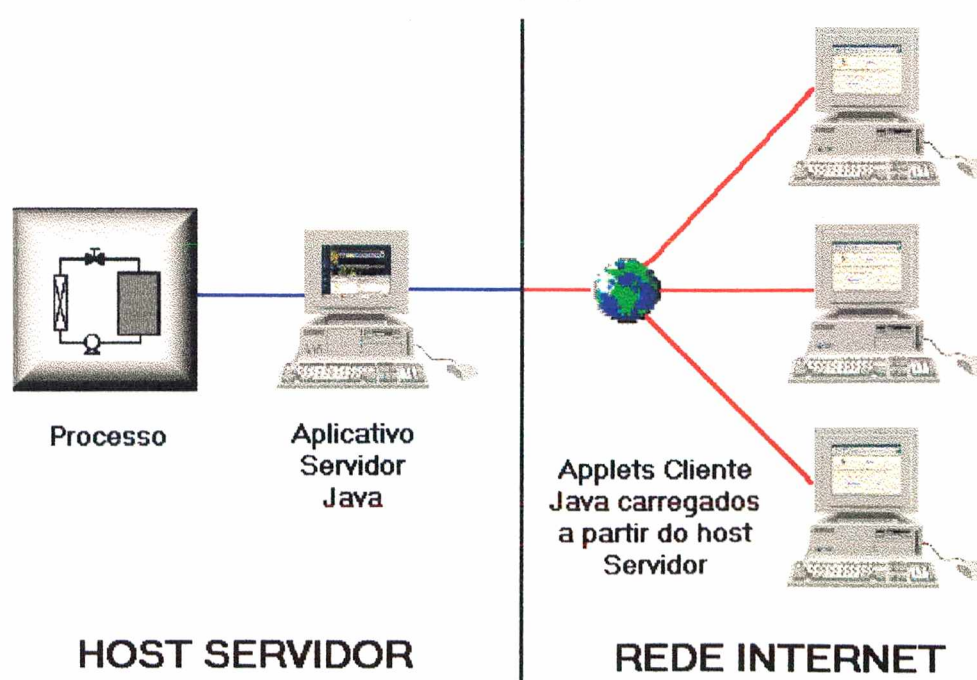 Processo
Aplicativo
Servidor
Java
Applets Cliente
Java carregados
a partir do host
Servidor
HOST SERVIDOR
REDE INTERNET